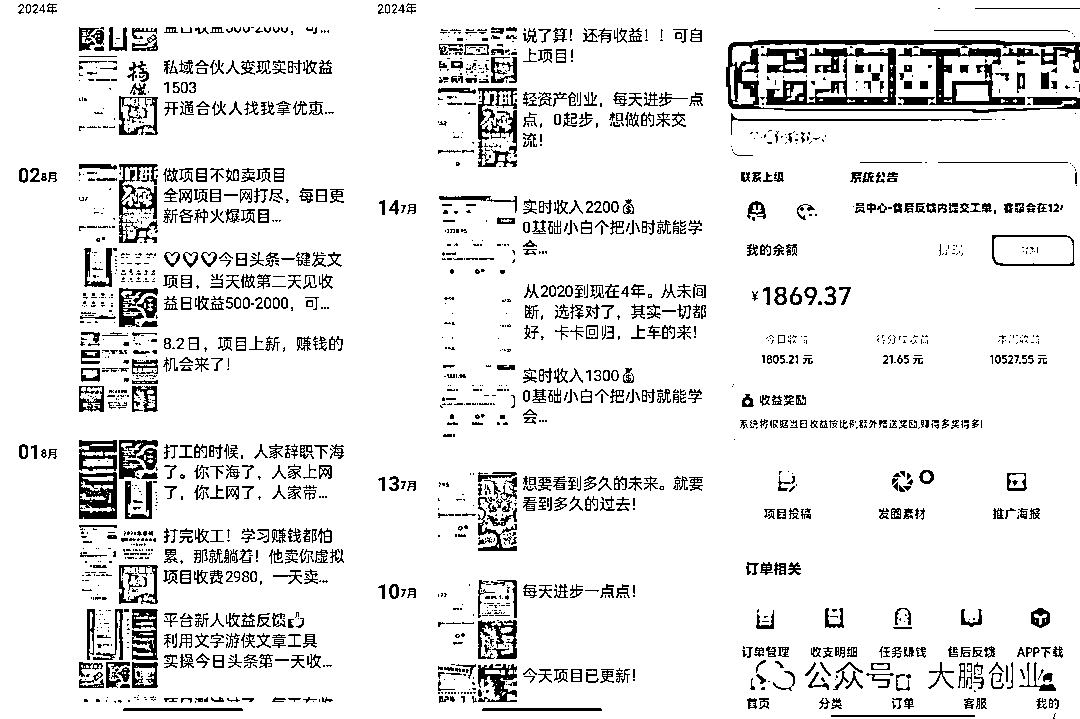 2024年
益日收益500-2000，可...
私域合伙人变现实时收益
1503
开通合伙人找我拿优惠...
028月
做项目不如卖项目
全网项目一网打尽，每日更
新各种火爆项目...
♡♡♡今日头条一键发文
项目，当天做第二天见收
益日收益500-2000，可...
8.2日，项目上新，赚钱的
机会来了！
018月
打工的时候，人家辞职下海
了。你下海了，人家上网
了，你上网了，人家带...
打完收工！学习赚钱都怕
累，那就躺着！他卖你虚拟
项目收费2980，一天卖...
平台新人收益反馈👍
利用文字游侠文章工具
实操今日头条第一天收...
2024年
说了算！还有收益！！可自
上项目！
轻资产创业，每天进步一点
点，0起步，想做的来交
流！
147月
实时收入2200💰
0基础小白个把小时就能学
会...
从2020到现在4年。从未间
断，选择对了，其实一切都
好，卡卡回归，上车的来！
实时收入1300💰
0基础小白个把小时就能学
会...
137月
想要看到多久的未来。就要
看到多久的过去！
107月
每天进步一点点！
今天项目已更新！
联系上级
系统公告
员中心-售后反馈内提交工单，客服会在12
我的余额
提现
¥1869.37
今日收益
待分成收益
本周收益
1805.21 元
21.65 元
10527.55 元
收益奖励
系统将根据当日收益按比例额外赠送奖励,赚得多奖得多!
项目投稿
发圈素材
推广海报
订单相关
订单管理
收支明细
任务赚钱
售后反馈
APP下载
公众号
大鹏创业
首页
分类
订单
客服
我的